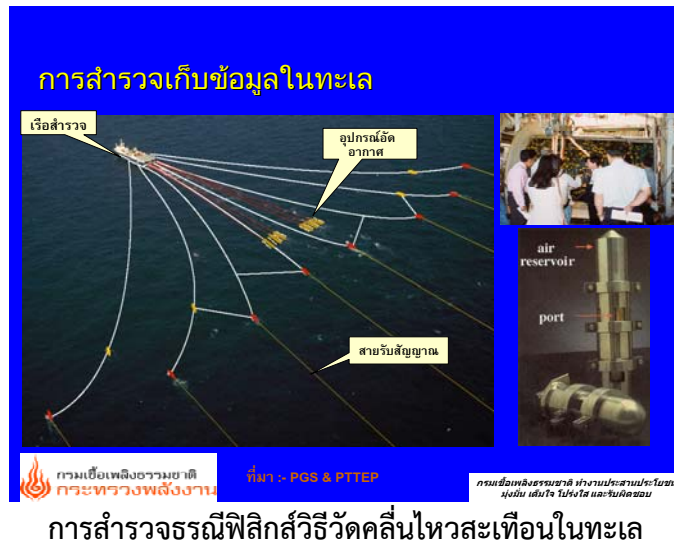 การสำรวจเก็บข้อมูลในทะเล
เรือสำรวจ
อุปกรณ์อัด
อากาศ
สายรับสัญญาณ
air
reservoir
port
กรมเชื้อเพลิงธรรมชาติ
กระทรวงพลังงาน
ที่มา :- PGS & PTTEP
กรมเชื้อเพลิงธรรมชาติ ทำงานประสานประโยชน์
มุ่งมั่น เต็มใจ โปร่งใส และรับผิดชอบ
การสำรวจธรณีฟิสิกส์วิธีวัดคลื่นไหวสะเทือนในทะเล